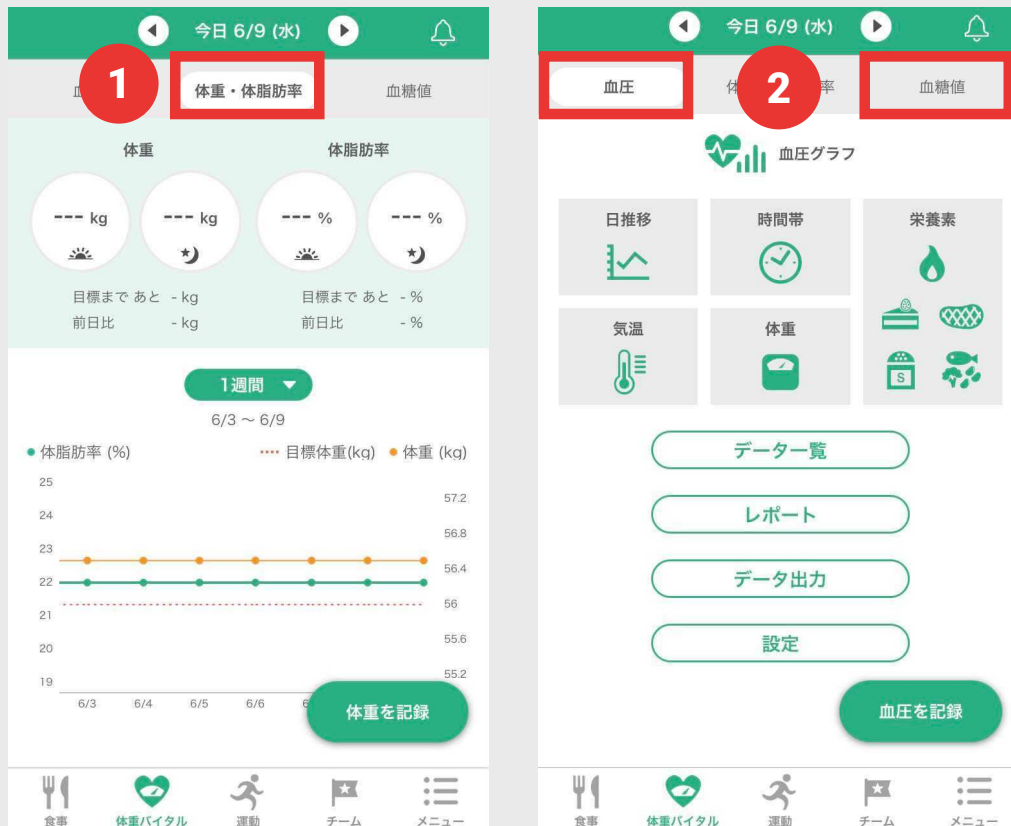 今日 6/9 (水)
1
体重・体脂肪率
血糖値
体重
体脂肪率
--- kg
--- kg
--- %
--- %
目標まで あと - kg
前日比 - kg
目標まで あと - %
前日比 - %
1週間
6/3 ～ 6/9
体脂肪率 (%)
目標体重(kg)
体重 (kg)
25
24
23
22
21
20
19
57.2
56.8
56.4
56
55.6
55.2
6/3
6/4
6/5
6/6
体重を記録
食事
体重バイタル
運動
チーム
メニュー
今日 6/9 (水)
血圧
2
率
血糖値
血圧グラフ
日推移
時間帯
栄養素
気温
体重
S
データ一覧
レポート
データ出力
設定
血圧を記録
食事
体重バイタル
運動
チーム
メニュー